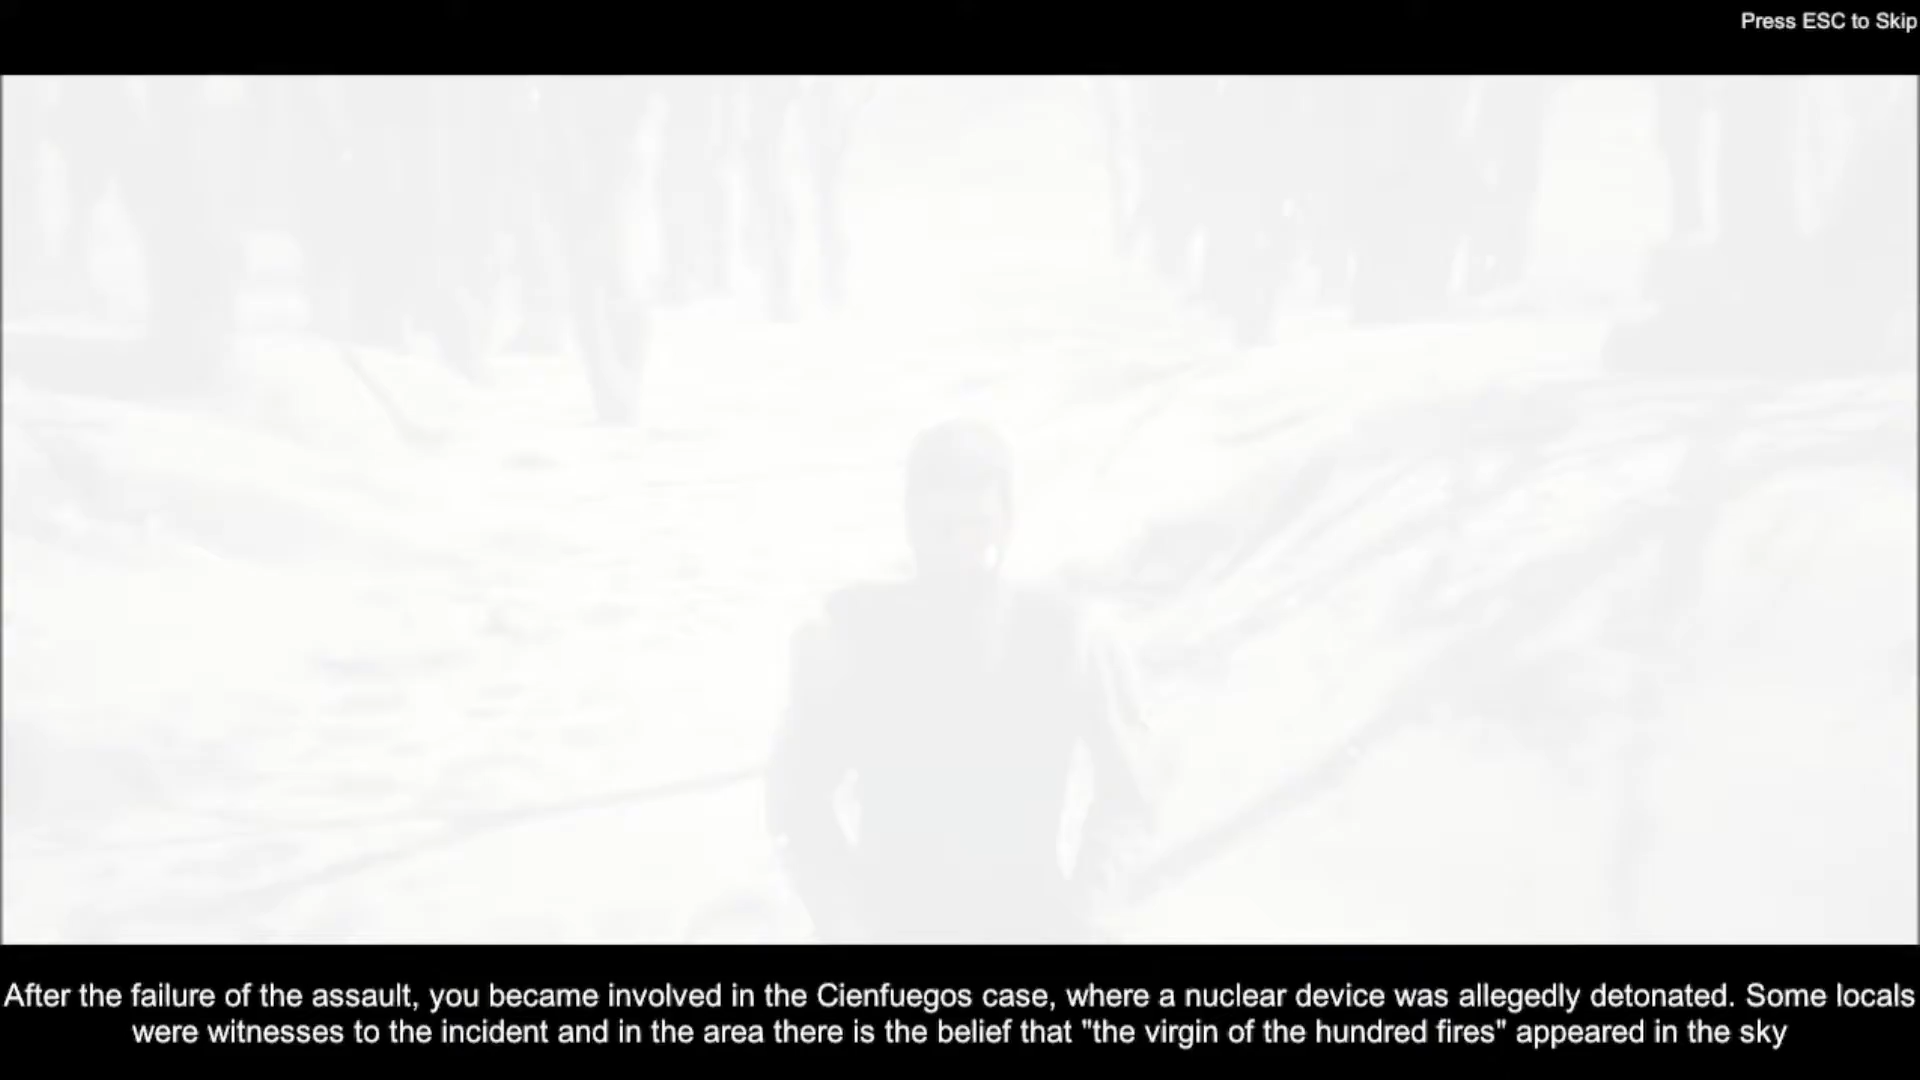 Press ESC to Skip
After the failure of the assault, you became involved in the Cienfuegos case, where a nuclear device was allegedly detonated. Some locals
were witnesses to the incident and in the area there is the belief that "the virgin of the hundred fires" appeared in the sky